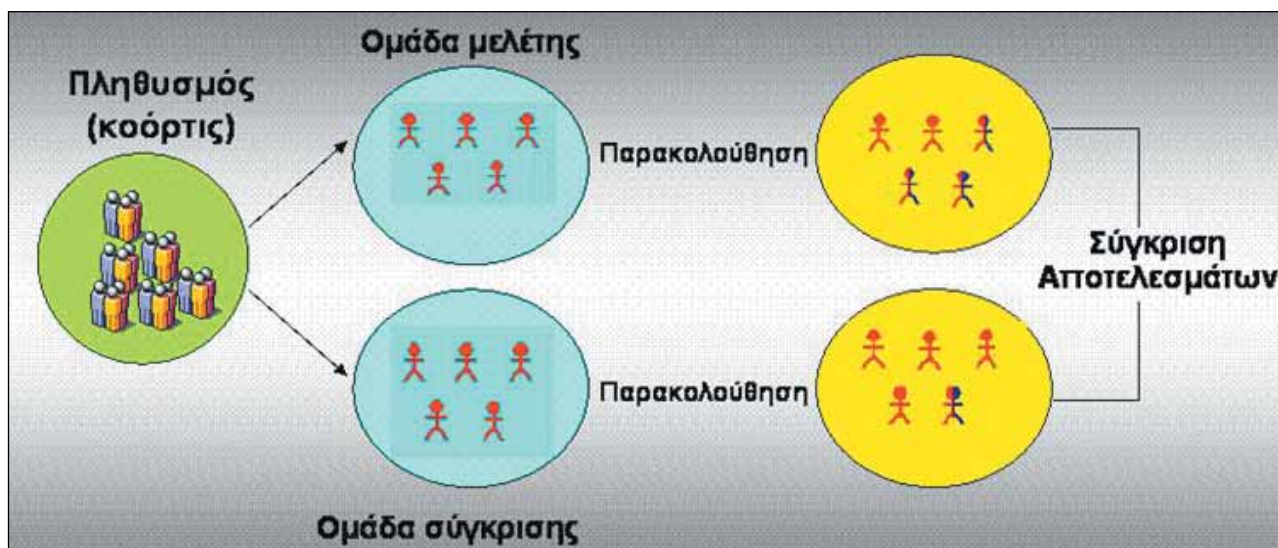 Ομάδα μελέτης
Πληθυσμός
(κοόρτις)
Παρακολούθηση
Σύγκριση
Αποτελεσμάτων
Παρακολούθηση
Ομάδα σύγκρισης